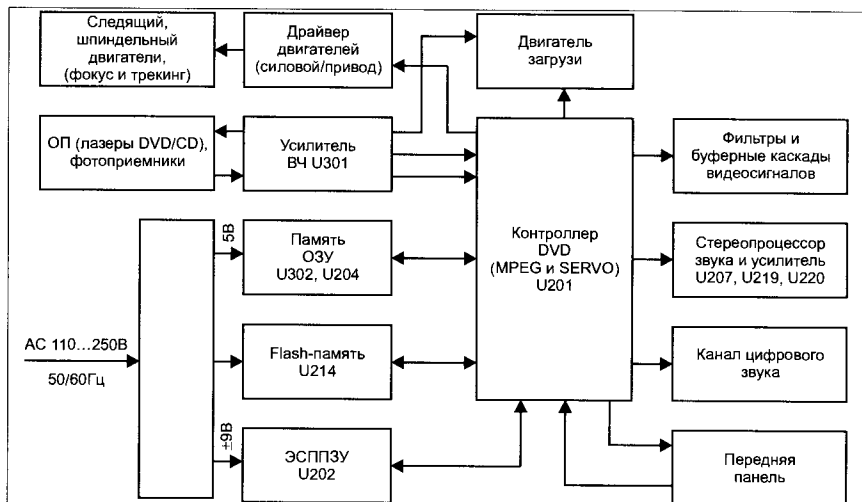 Следящий,
шпиндельный
двигатели,
(фокус и трекинг)
Драйвер
двигателей
(силовой/привод)
Двигатель
загрузи
ОП (лазеры DVD/CD),
фотоприемники
Усилитель
ВЧ U301
Фильтры и
буферные каскады
видеосигналов
5В
Память
ОЗУ
U302, U204
Контроллер
DVD
(MPEG и SERVO)
U201
Стереопроцессор
звука и усилитель
U207, U219, U220
АС 110...250В
50/60Гц
Flash-память
U214
Канал цифрового
звука
±9В
ЭСППЗУ
U202
Передняя
панель